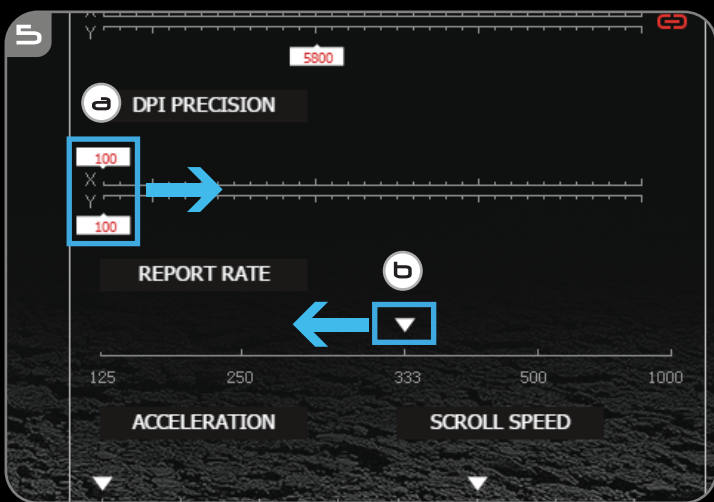 5
X
Y
5800
a DPI PRECISION
100
X
Y
100
REPORT RATE
b
125 250 333 500 1000
ACCELERATION SCROLL SPEED